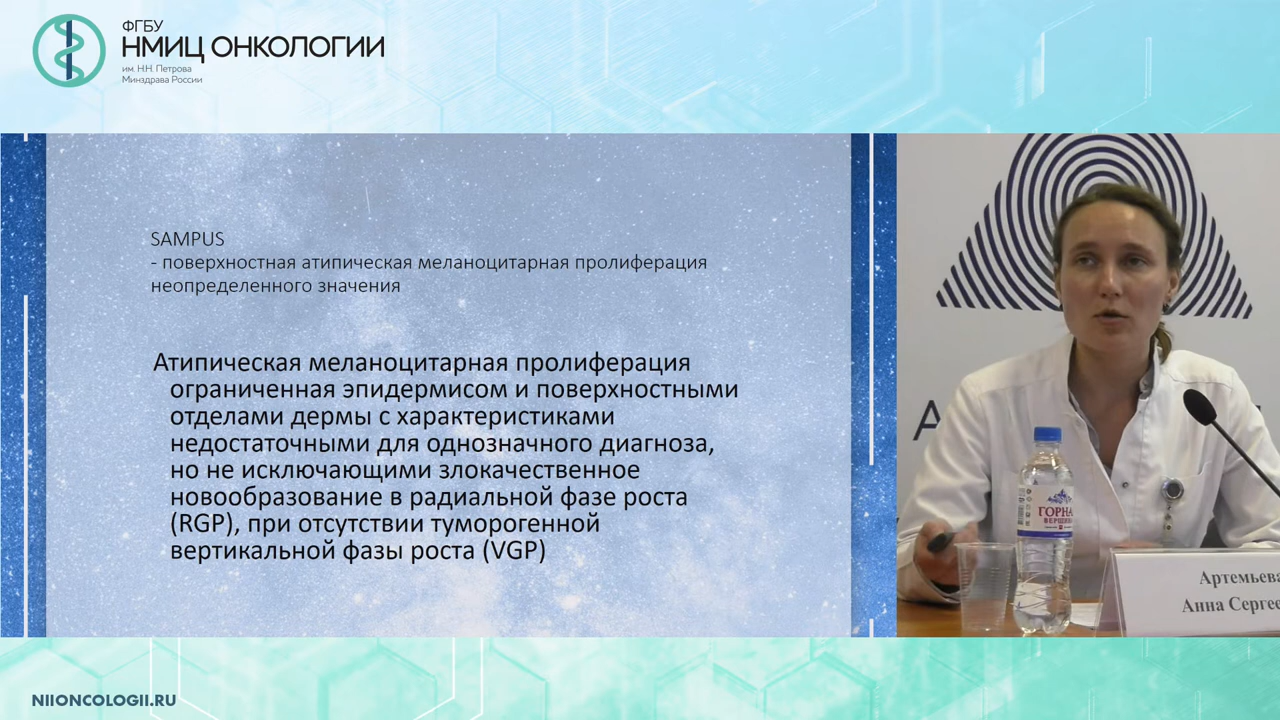 ФГБУ
НМИЦ ОНКОЛОГИИ
им. Н.Н. Петрова
Минздрава России
SAMPUS
- поверхностная атипическая меланоцитарная пролиферация
неопределенного значения
Атипическая меланоцитарная пролиферация
ограниченная эпидермисом и поверхностными
отделами дермы с характеристиками
недостаточными для однозначного диагноза,
но не исключающими злокачественное
новообразование в радиальной фазе роста
(RGP), при отсутствии туморогенной
вертикальной фазы роста (VGP)
ГОРНА
ВЕРШИНА
Артемьева
Анна Сергее
NIIONCOLOGII.RU